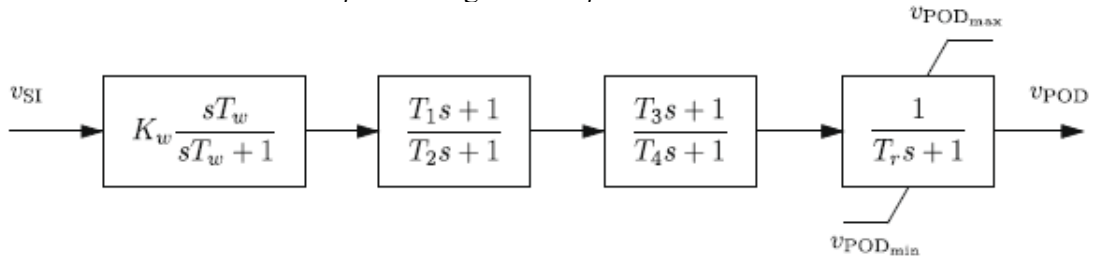 v_POD_max
v_SI
K_w sT_w / (sT_w + 1)
T_1 s + 1 / (T_2 s + 1)
T_3 s + 1 / (T_4 s + 1)
1 / (T_r s + 1)
v_POD
v_POD_min